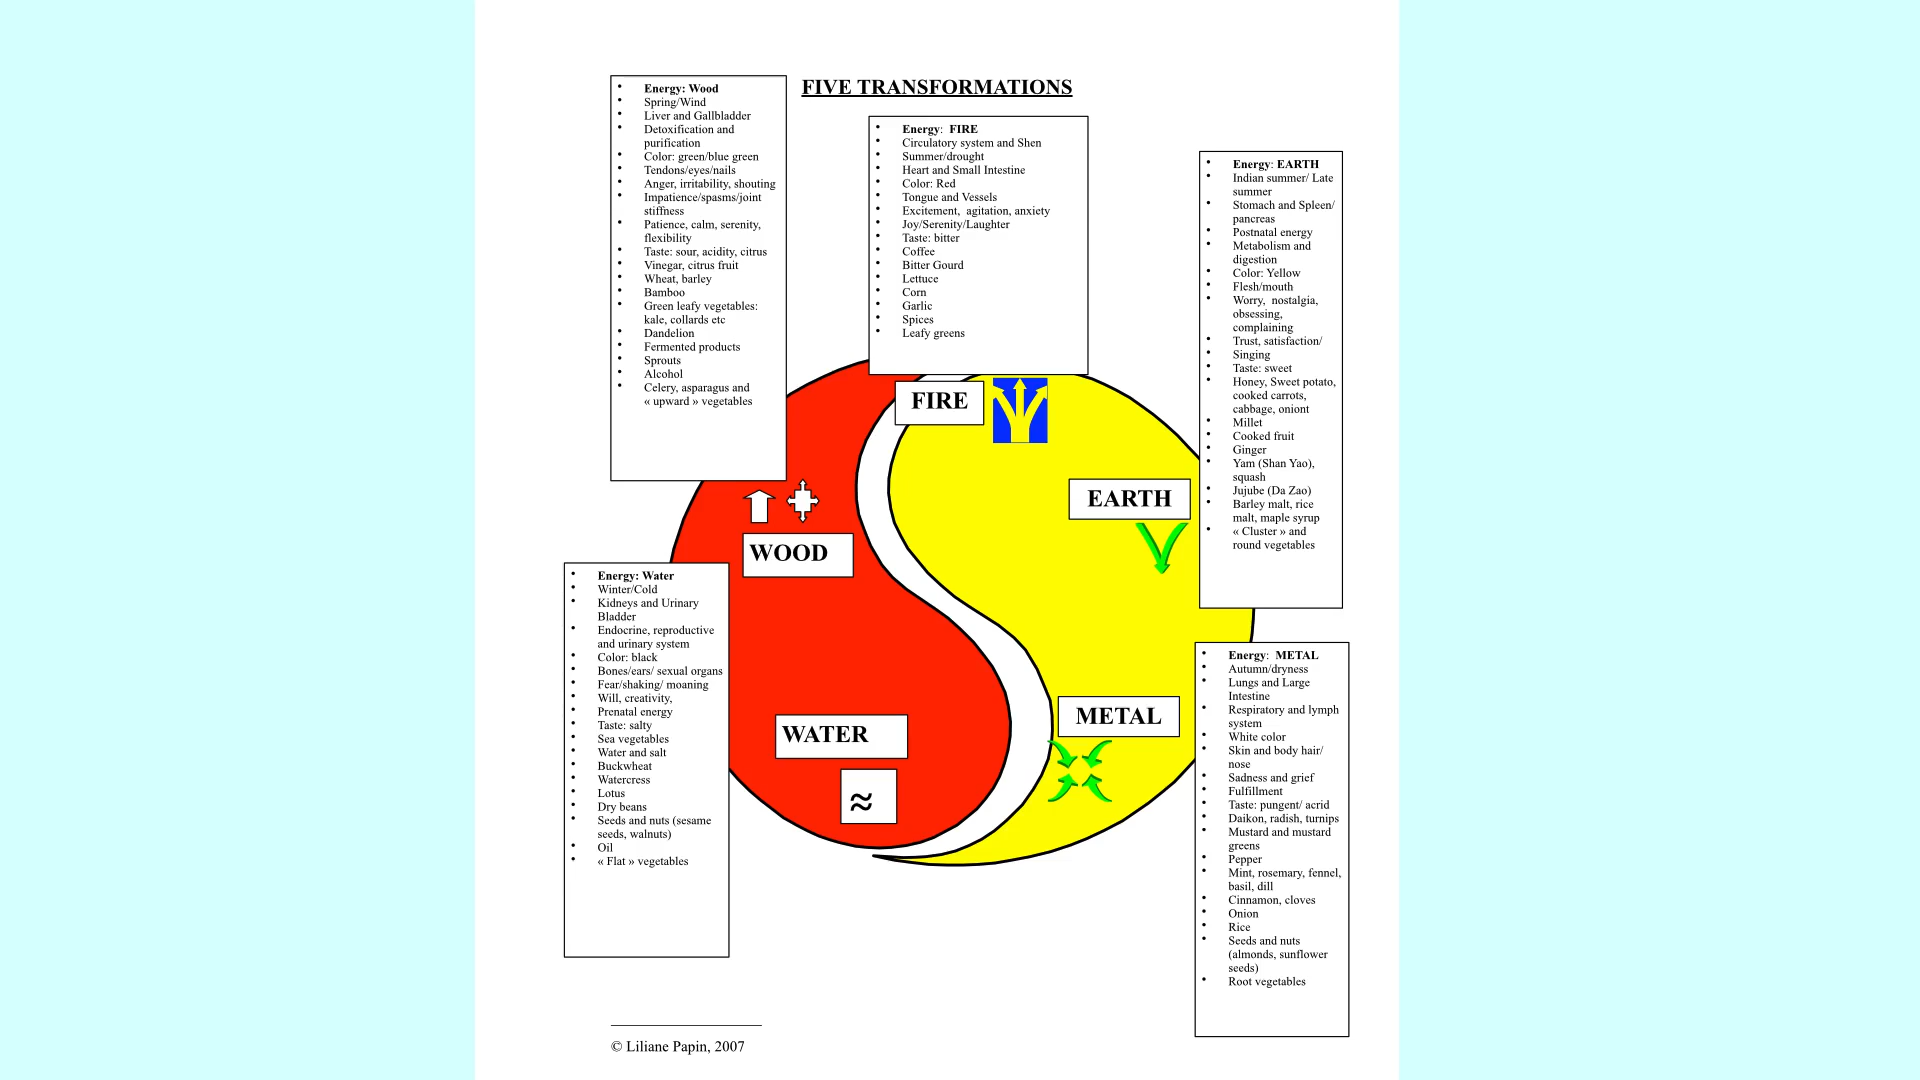 FIVE TRANSFORMATIONS
• Energy: Wood
• Spring/Wind
• Liver and Gallbladder
• Detoxification and
purification
• Color: green/blue green
• Tendons/eyes/nails
• Anger, irritability, shouting
• Impatience/spasms/joint
stiffness
• Patience, calm, serenity,
flexibility
• Taste: sour, acidity, citrus
• Vinegar, citrus fruit
• Wheat, barley
• Bamboo
• Green leafy vegetables:
kale, collards etc
• Dandelion
• Fermented products
• Sprouts
• Alcohol
• Celery, asparagus and
« upward » vegetables
• Energy: FIRE
• Circulatory system and Shen
• Summer/drought
• Heart and Small Intestine
• Color: Red
• Tongue and Vessels
• Excitement, agitation, anxiety
• Joy/Serenity/Laughter
• Taste: bitter
• Coffee
• Bitter Gourd
• Lettuce
• Corn
• Garlic
• Spices
• Leafy greens
• Energy: EARTH
• Indian summer/ Late
summer
• Stomach and Spleen/
pancreas
• Postnatal energy
• Metabolism and
digestion
• Color: Yellow
• Flesh/mouth
• Worry, nostalgia,
obsessing,
complaining
• Trust, satisfaction/
• Singing
• Taste: sweet
• Honey, Sweet potato,
cooked carrots,
cabbage, oniont
• Millet
• Cooked fruit
• Ginger
• Yam (Shan Yao),
squash
• Jujube (Da Zao)
• Barley malt, rice
malt, maple syrup
• « Cluster » and
round vegetables
FIRE
EARTH
WOOD
METAL
WATER
≈
• Energy: Water
• Winter/Cold
• Kidneys and Urinary
Bladder
• Endocrine, reproductive
and urinary system
• Color: black
• Bones/ears/ sexual organs
• Fear/shaking/ moaning
• Will, creativity,
• Prenatal energy
• Taste: salty
• Sea vegetables
• Water and salt
• Buckwheat
• Watercress
• Lotus
• Dry beans
• Seeds and nuts (sesame
seeds, walnuts)
• Oil
• « Flat » vegetables
• Energy: METAL
• Autumn/dryness
• Lungs and Large
Intestine
• Respiratory and lymph
system
• White color
• Skin and body hair/
nose
• Sadness and grief
• Fulfillment
• Taste: pungent/ acrid
• Daikon, radish, turnips
• Mustard and mustard
greens
• Pepper
• Mint, rosemary, fennel,
basil, dill
• Cinnamon, cloves
• Onion
• Rice
• Seeds and nuts
(almonds, sunflower
seeds)
• Root vegetables
© Liliane Papin, 2007